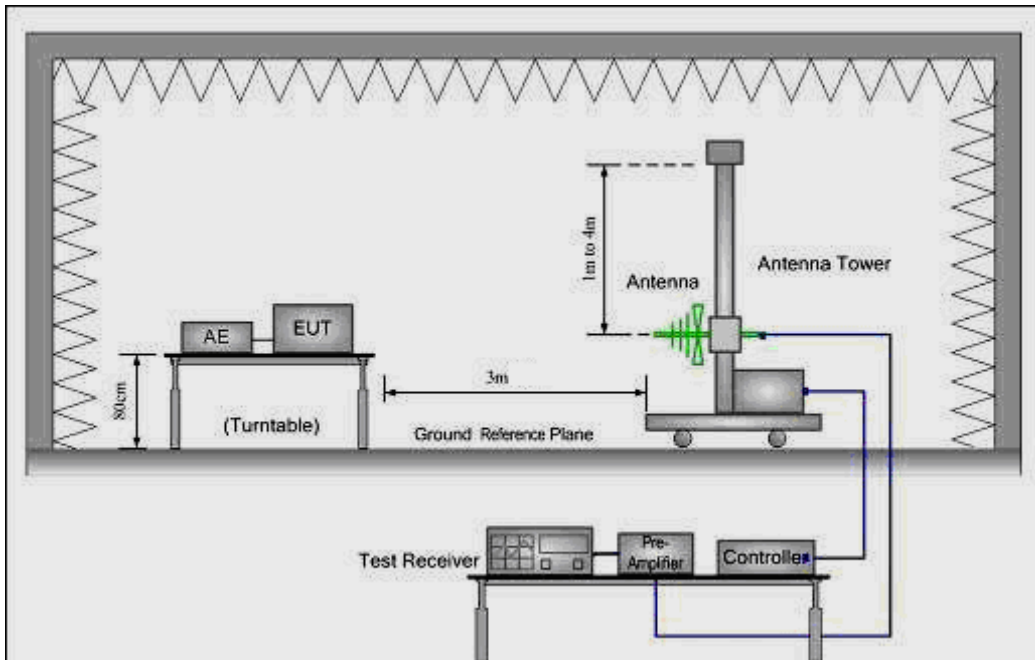 1m to 4m
Antenna
Antenna Tower
AE
EUT
80cm
(Turntable)
3m
Ground Reference Plane
Test Receiver
Pre-
Amplifier
Controller